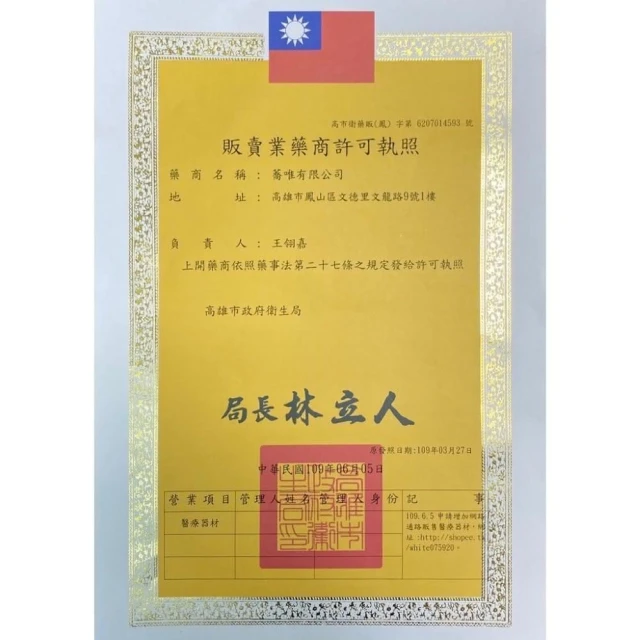 高市衛藥販(鳳) 字第 6207014593 號
販賣業藥商許可執照
藥商名稱：蕎唯有限公司
地址：高雄市鳳山區文德里文龍路9號1樓
負責人：王翎嘉
上開藥商依照藥事法第二十七條之規定發給許可執照
高雄市政府衛生局
局長林立人
原發照日期:109年03月27日
中華民國109年06月05日
營業項目 管理人姓名 管理人身份 記事
醫療器材
109.6.5申請增加網路
通路販售醫療器材，網
址:http://shopee.t
/white075020。